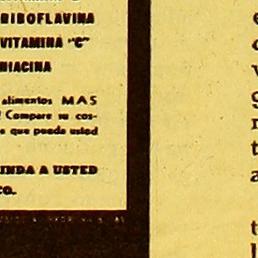 RIBOFLAVINA
VITAMINA "C"
NIACINA
alimentos MAS
! Compare su cos-
e que puede usted
INDA A USTED
CO.